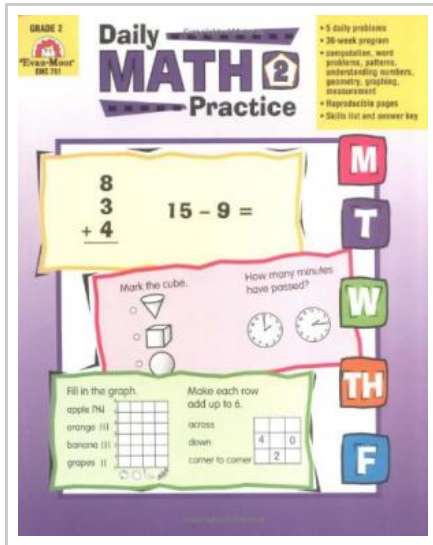 GRADE 2
Evan-Moor
EMC 751
Daily
MATH 2
Practice
• 5 daily problems
• 36-week program
• computation, word
problems, patterns,
understanding numbers,
geometry, graphing,
measurement
• Reproducible pages
• Skills list and answer key
M
T
W
TH
F
8
3
+ 4
15 – 9 =
Mark the cube.
How many minutes
have passed?
Fill in the graph.
apple
orange |||
banana |||
grapes ||
Make each row
add up to 6.
across
down
corner to corner
4 0
2